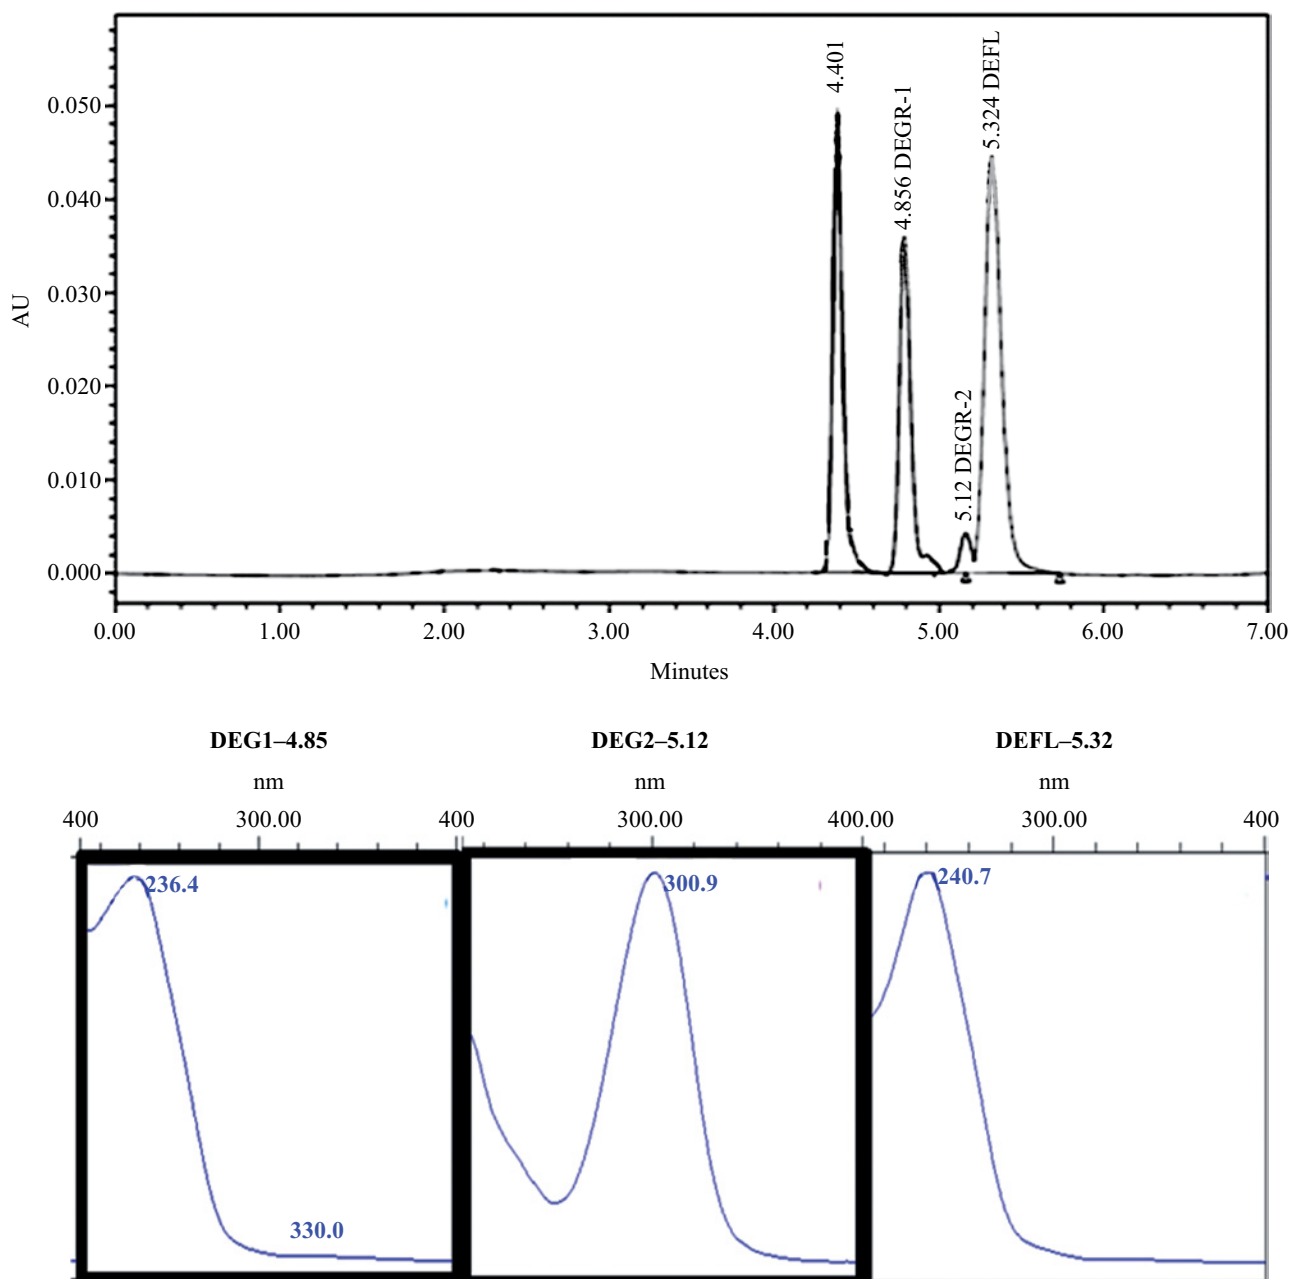 4.401
4.856 DEGR-1
5.12 DEGR-2
5.324 DEFL
0.050
0.040
0.030
0.020
0.010
0.000
AU
0.00 1.00 2.00 3.00 4.00 5.00 6.00 7.00
Minutes
DEG1–4.85 DEG2–5.12 DEFL–5.32
nm nm nm
400 300.00 400 300.00 400.00 300.00 400
236.4 300.9 240.7
330.0